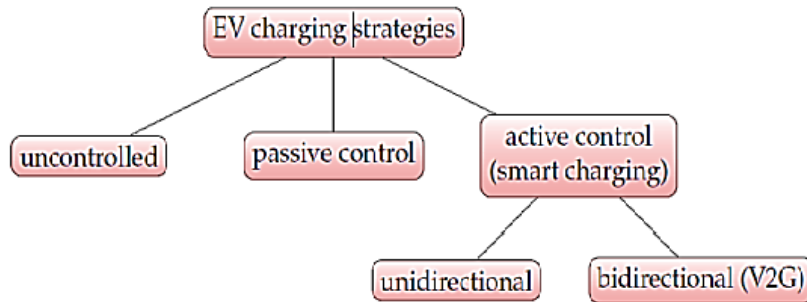 EV charging strategies
uncontrolled
passive control
active control
(smart charging)
unidirectional
bidirectional (V2G)